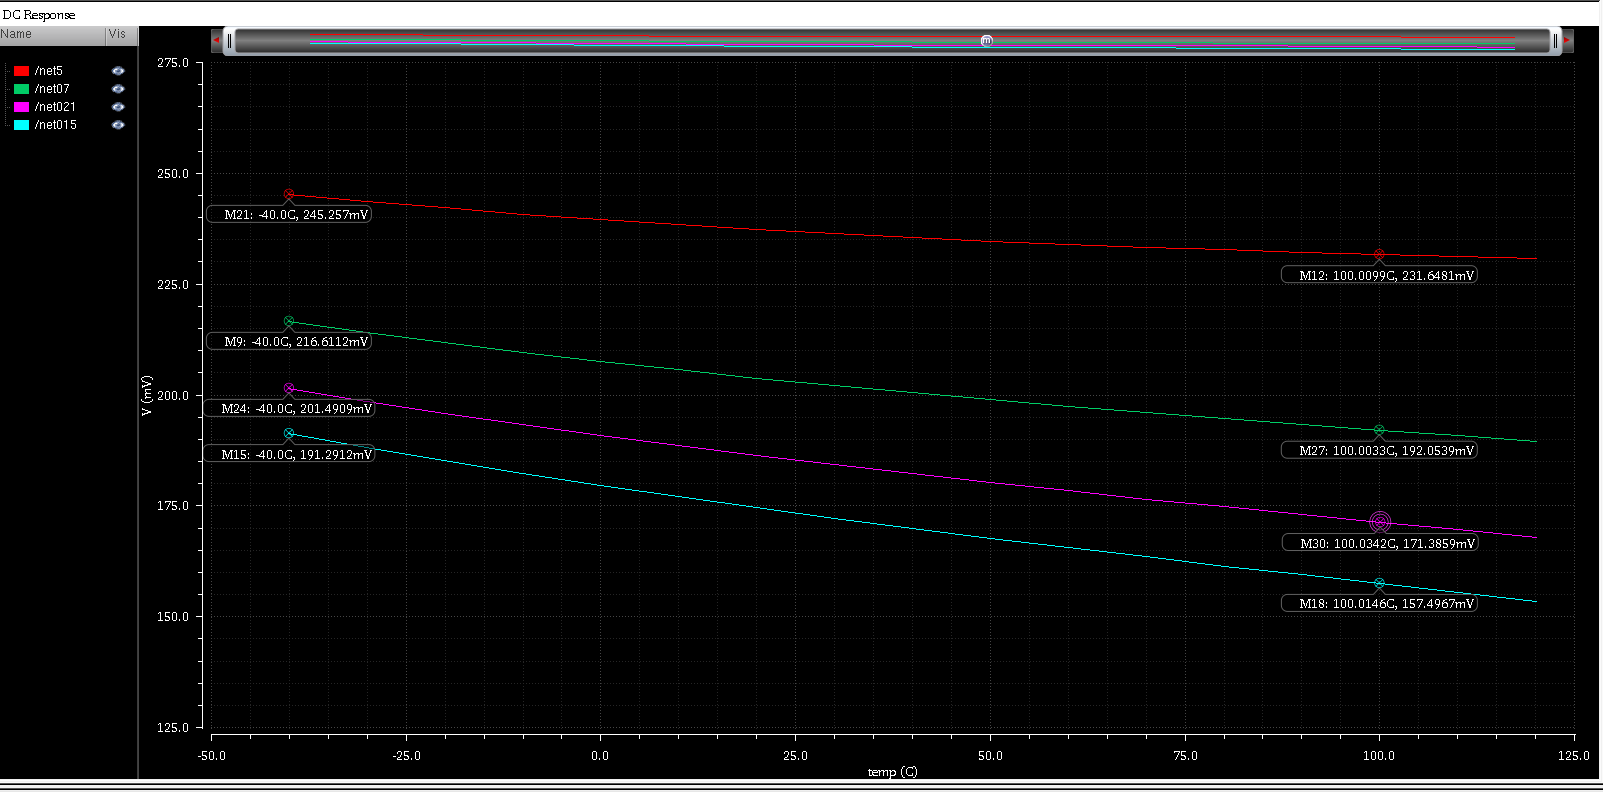 DC Response
Name Vis
/net5
/net07
/net021
/net015
m
275.0
250.0
M21: -40.0C, 245.257mV
M12: 100.0099C, 231.6481mV
225.0
M9: -40.0C, 216.6112mV
200.0
V (mV)
M24: -40.0C, 201.4909mV
M15: -40.0C, 191.2912mV
M27: 100.0033C, 192.0539mV
175.0
M30: 100.0342C, 171.3859mV
M18: 100.0146C, 157.4967mV
150.0
125.0
-50.0 -25.0 0.0 25.0 50.0 75.0 100.0 125.0
temp (C)